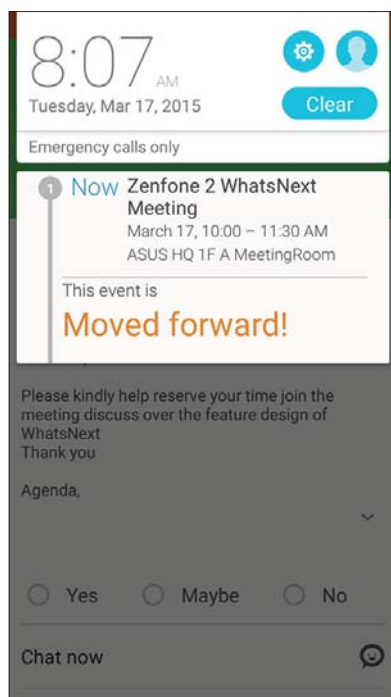 8:07 AM
Tuesday, Mar 17, 2015
Clear
Emergency calls only
1 Now Zenfone 2 WhatsNext
Meeting
March 17, 10:00 – 11:30 AM
ASUS HQ 1F A MeetingRoom
This event is
Moved forward!
Please kindly help reserve your time join the
meeting discuss over the feature design of
WhatsNext
Thank you
Agenda,
Yes
Maybe
No
Chat now